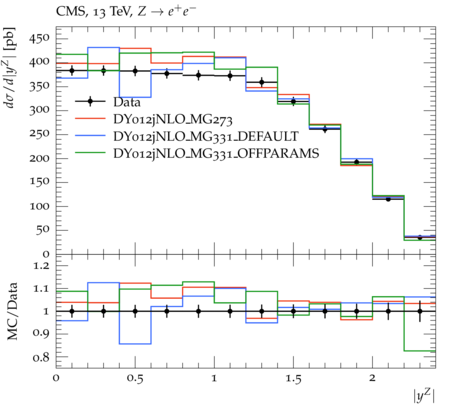 CMS, 13 TeV, Z → e⁺e⁻
dσ/d|y^Z| [pb]
450
400
350
300
250
200
150
100
50
0
Data
DY012jNLO_MG273
DY012jNLO_MG331_DEFAULT
DY012jNLO_MG331_OFFPARAMS
MC/Data
1.2
1.1
1
0.9
0.8
0 0.5 1 1.5 2
|y^Z|